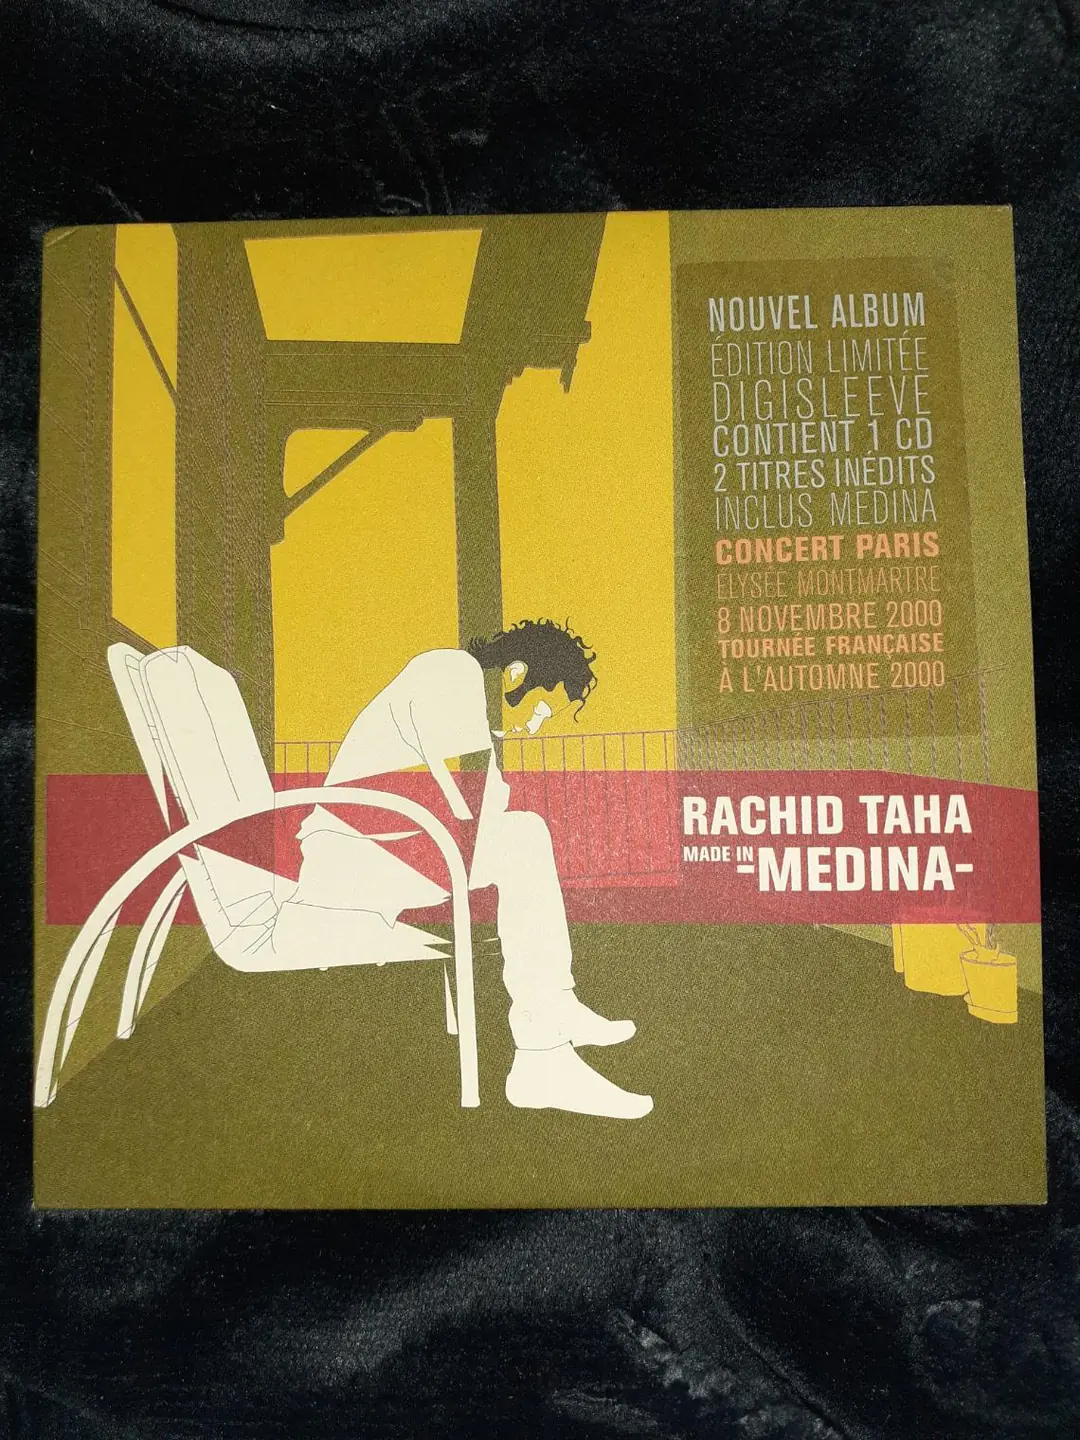 NOUVEL ALBUM
ÉDITION LIMITÉE
DIGISLEEVE
CONTIENT 1 CD
2 TITRES INÉDITS
INCLUS MEDINA
CONCERT PARIS
ELYSÉE MONTMARTRE
8 NOVEMBRE 2000
TOURNÉE FRANÇAISE
À L'AUTOMNE 2000
RACHID TAHA
MADE IN
-MEDINA-